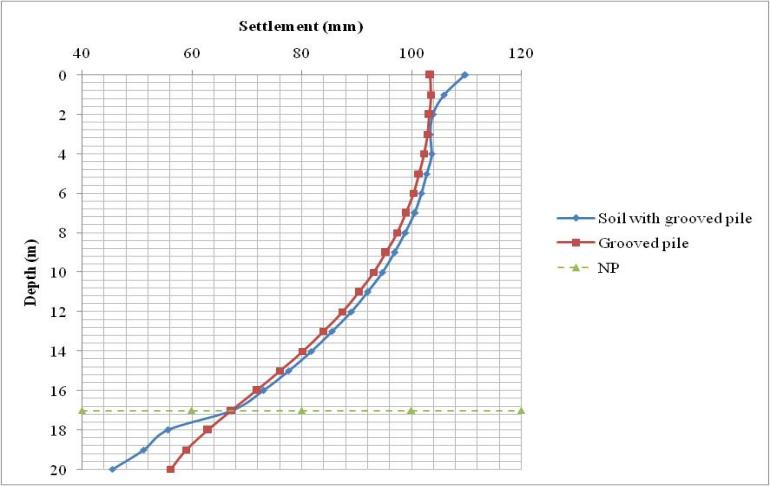 Settlement (mm)
40 60 80 100 120
0
2
4
6
8
10
12
14
16
18
20
Depth (m)
Soil with grooved pile
Grooved pile
NP